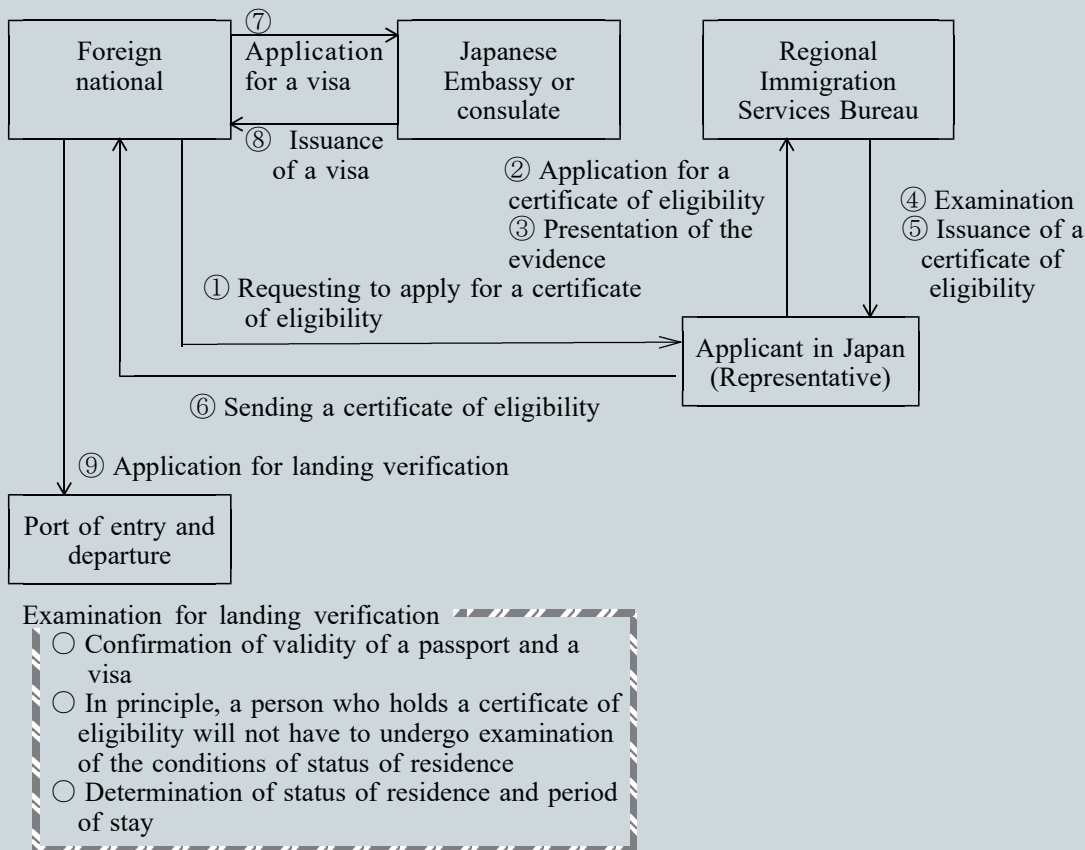 Foreign
national
⑦
Application
for a visa
Japanese
Embassy or
consulate
Regional
Immigration
Services Bureau
⑧ Issuance
of a visa
② Application for a
certificate of eligibility
③ Presentation of the
evidence
④ Examination
⑤ Issuance of a
certificate of
eligibility
① Requesting to apply for a certificate
of eligibility
Applicant in Japan
(Representative)
⑥ Sending a certificate of eligibility
⑨ Application for landing verification
Port of entry and
departure
Examination for landing verification
○ Confirmation of validity of a passport and a
visa
○ In principle, a person who holds a certificate of
eligibility will not have to undergo examination
of the conditions of status of residence
○ Determination of status of residence and period
of stay